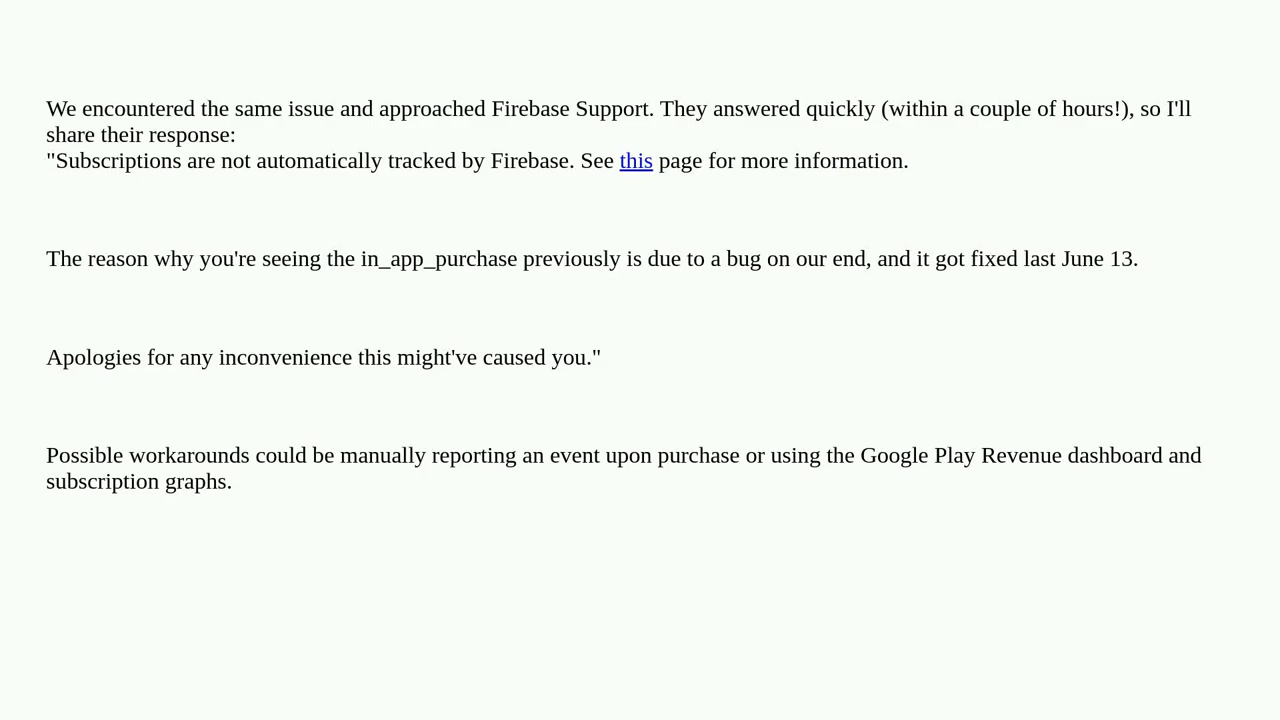 We encountered the same issue and approached Firebase Support. They answered quickly (within a couple of hours!), so I'll
share their response:
"Subscriptions are not automatically tracked by Firebase. See this page for more information.
The reason why you're seeing the in_app_purchase previously is due to a bug on our end, and it got fixed last June 13.
Apologies for any inconvenience this might've caused you."
Possible workarounds could be manually reporting an event upon purchase or using the Google Play Revenue dashboard and
subscription graphs.